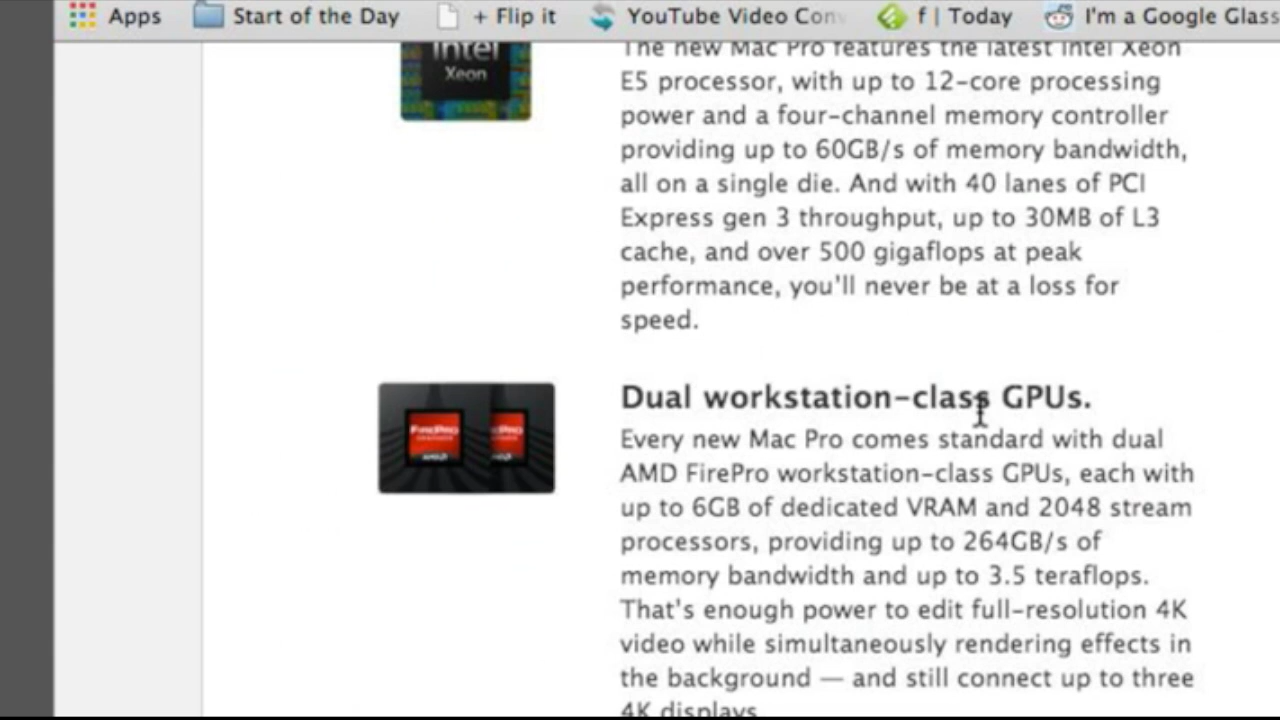 Apps Start of the Day + Flip it YouTube Video Conv f | Today I'm a Google Glass
intel
Xeon
The new Mac Pro features the latest Intel Xeon
E5 processor, with up to 12-core processing
power and a four-channel memory controller
providing up to 60GB/s of memory bandwidth,
all on a single die. And with 40 lanes of PCI
Express gen 3 throughput, up to 30MB of L3
cache, and over 500 gigaflops at peak
performance, you'll never be at a loss for
speed.
FirePro
AMD
Dual workstation-class GPUs.
Every new Mac Pro comes standard with dual
AMD FirePro workstation-class GPUs, each with
up to 6GB of dedicated VRAM and 2048 stream
processors, providing up to 264GB/s of
memory bandwidth and up to 3.5 teraflops.
That's enough power to edit full-resolution 4K
video while simultaneously rendering effects in
the background — and still connect up to three
4K displays